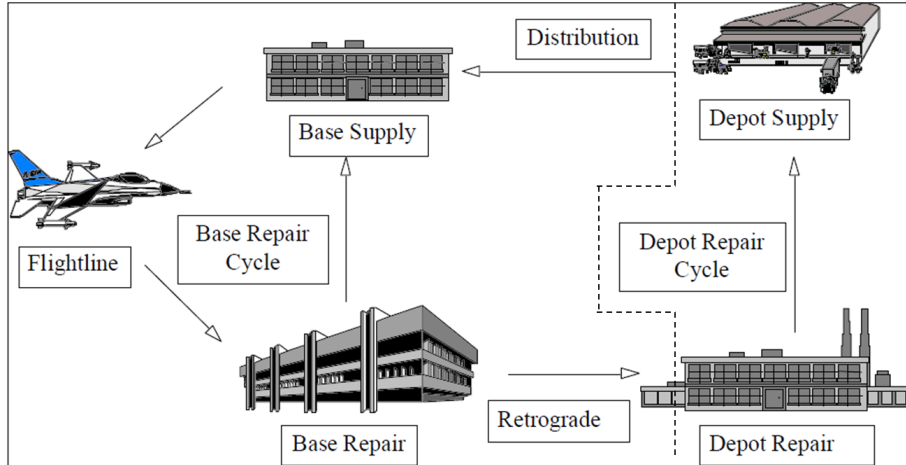 Distribution
Base Supply
Depot Supply
Base Repair
Cycle
Depot Repair
Cycle
Flightline
Retrograde
Base Repair
Depot Repair